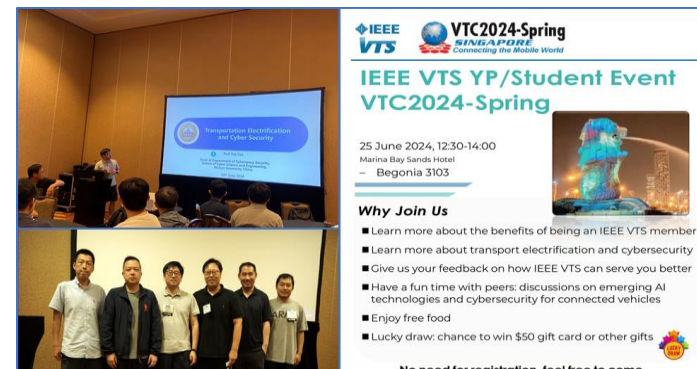 Transportation Electrification
and Cyber Security
IEEE
VTS
VTC2024-Spring
SINGAPORE
Connecting the Mobile World
IEEE VTS YP/Student Event
VTC2024-Spring
25 June 2024, 12:30-14:00
Marina Bay Sands Hotel
– Begonia 3103
Why Join Us
■ Learn more about the benefits of being an IEEE VTS member
■ Learn more about transport electrification and cybersecurity
■ Give us your feedback on how IEEE VTS can serve you better
■ Have a fun time with peers: discussions on emerging AI
technologies and cybersecurity for connected vehicles
■ Enjoy free food
■ Lucky draw: chance to win $50 gift card or other gifts
LUCKY
DRAW